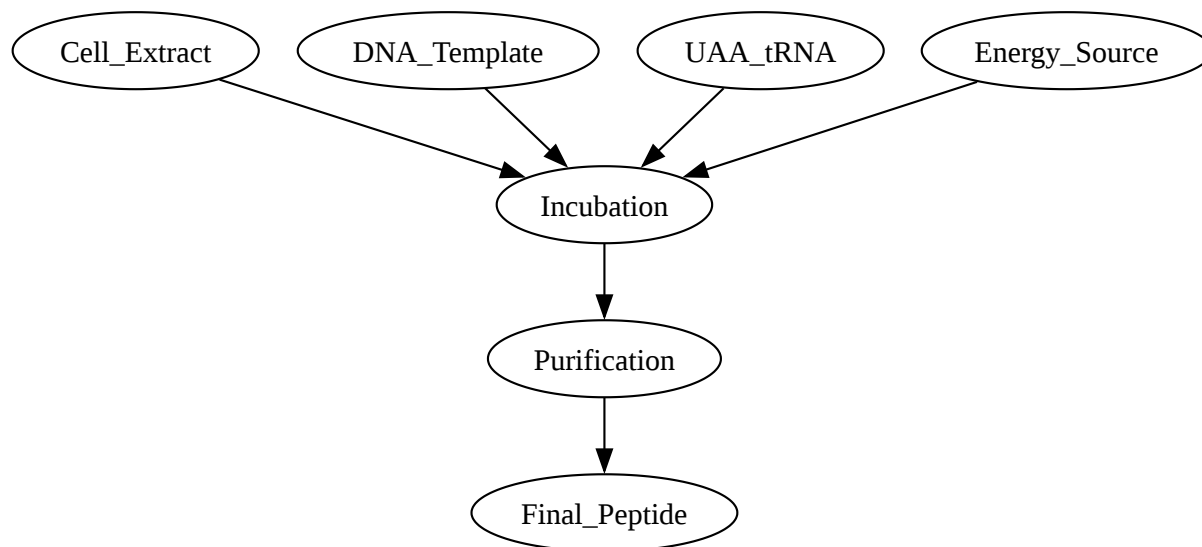 Cell_Extract
DNA_Template
UAA_tRNA
Energy_Source
Incubation
Purification
Final_Peptide